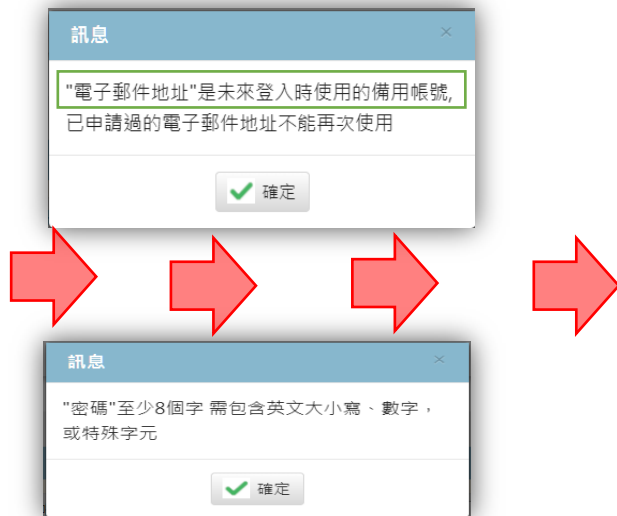 訊息
"電子郵件地址"是未來登入時使用的備用帳號,
已申請過的電子郵件地址不能再次使用
確定
訊息
"密碼"至少8個字 需包含英文大小寫、數字，
或特殊字元
確定